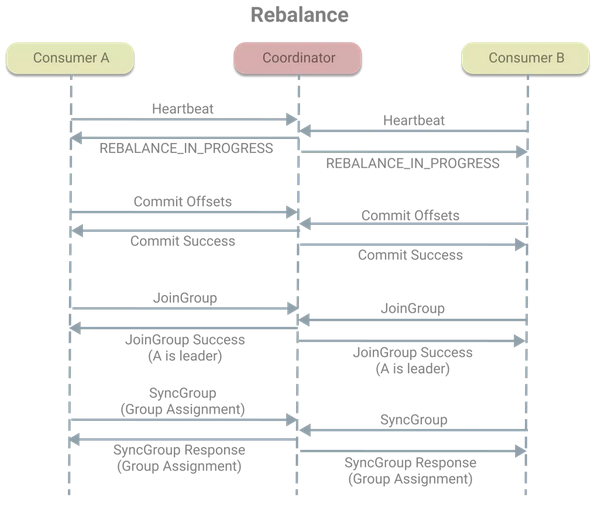 Rebalance
Consumer A
Coordinator
Consumer B
Heartbeat
Heartbeat
REBALANCE_IN_PROGRESS
REBALANCE_IN_PROGRESS
Commit Offsets
Commit Offsets
Commit Success
Commit Success
JoinGroup
JoinGroup
JoinGroup Success
(A is leader)
JoinGroup Success
(A is leader)
SyncGroup
(Group Assignment)
SyncGroup
SyncGroup Response
(Group Assignment)
SyncGroup Response
(Group Assignment)